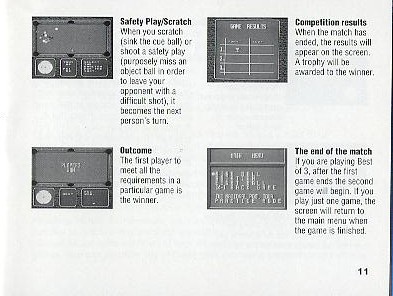 Safety Play/Scratch
When you scratch
(sink the cue ball) or
shoot a safety play
(purposely miss an
object ball in order
to leave your
opponent with a
difficult shot), it
becomes the next
person's turn.
GAME RESULTS
Competition results
When the match has
ended, the results will
appear on the screen.
A trophy will be
awarded to the winner.
Outcome
The first player to
meet all the
requirements in a
particular game is
the winner.
MAIN MENU
PRACTICE MODE
The end of the match
If you are playing Best
of 3, after the first
game ends the second
game will begin. If you
play just one game, the
screen will return to
the main menu when
the game is finished.
11